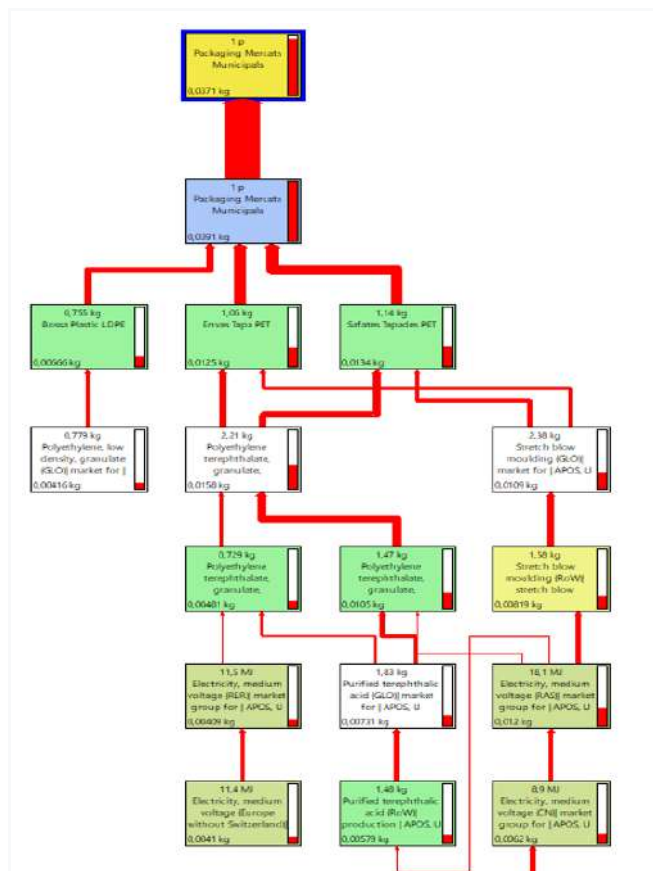 1 p
Packaging Mercats
Municipals
0,0371 kg
1 p
Packaging Mercats
Municipals
0,0391 kg
0,755 kg
Bossa Plastic LDPE
0,00666 kg
1,06 kg
Envas Tapa PET
0,0125 kg
1,14 kg
Safates Tapades PET
0,0134 kg
0,779 kg
Polyethylene, low
density, granulate
{GLO}| market for |
0,00416 kg
2,21 kg
Polyethylene
terephthalate,
granulate,
0,0158 kg
2,38 kg
Stretch blow
moulding {GLO}|
market for | APOS, U
0,0109 kg
0,729 kg
Polyethylene
terephthalate,
granulate,
0,00481 kg
1,47 kg
Polyethylene
terephthalate,
granulate,
0,0105 kg
1,58 kg
Stretch blow
moulding {RoW}|
stretch blow
0,00819 kg
11,5 MJ
Electricity, medium
voltage {RER}| market
group for | APOS, U
0,00409 kg
1,83 kg
Purified terephthalic
acid {GLO}| market
for | APOS, U
0,00731 kg
18,1 MJ
Electricity, medium
voltage {RAS}| market
group for | APOS, U
0,012 kg
11,4 MJ
Electricity, medium
voltage {Europe
without Switzerland}|
0,0041 kg
1,48 kg
Purified terephthalic
acid {RoW}|
production | APOS, U
0,00579 kg
8,9 MJ
Electricity, medium
voltage {CN}| market
group for | APOS, U
0,0062 kg